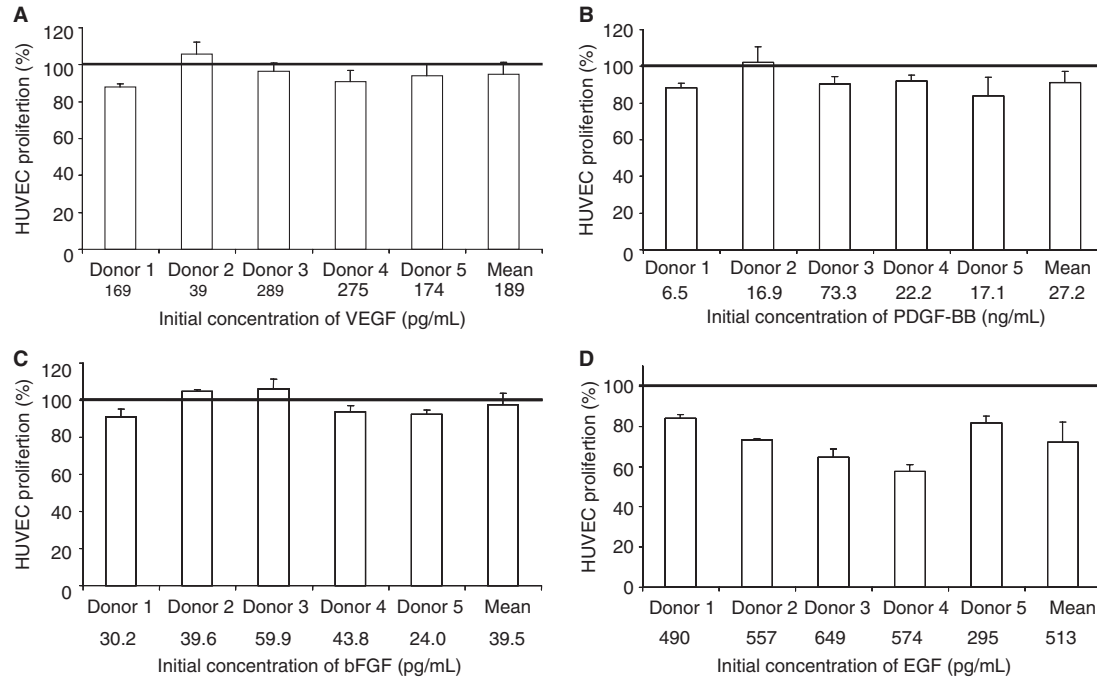 A
HUVEC prolifertion (%)
120
100
80
60
40
20
0
Donor 1 Donor 2 Donor 3 Donor 4 Donor 5 Mean
169 39 289 275 174 189
Initial concentration of VEGF (pg/mL)
B
HUVEC prolifertion (%)
120
100
80
60
40
20
0
Donor 1 Donor 2 Donor 3 Donor 4 Donor 5 Mean
6.5 16.9 73.3 22.2 17.1 27.2
Initial concentration of PDGF-BB (ng/mL)
C
HUVEC prolifertion (%)
120
100
80
60
40
20
0
Donor 1 Donor 2 Donor 3 Donor 4 Donor 5 Mean
30.2 39.6 59.9 43.8 24.0 39.5
Initial concentration of bFGF (pg/mL)
D
HUVEC prolifertion (%)
100
80
60
40
20
0
Donor 1 Donor 2 Donor 3 Donor 4 Donor 5 Mean
490 557 649 574 295 513
Initial concentration of EGF (pg/mL)